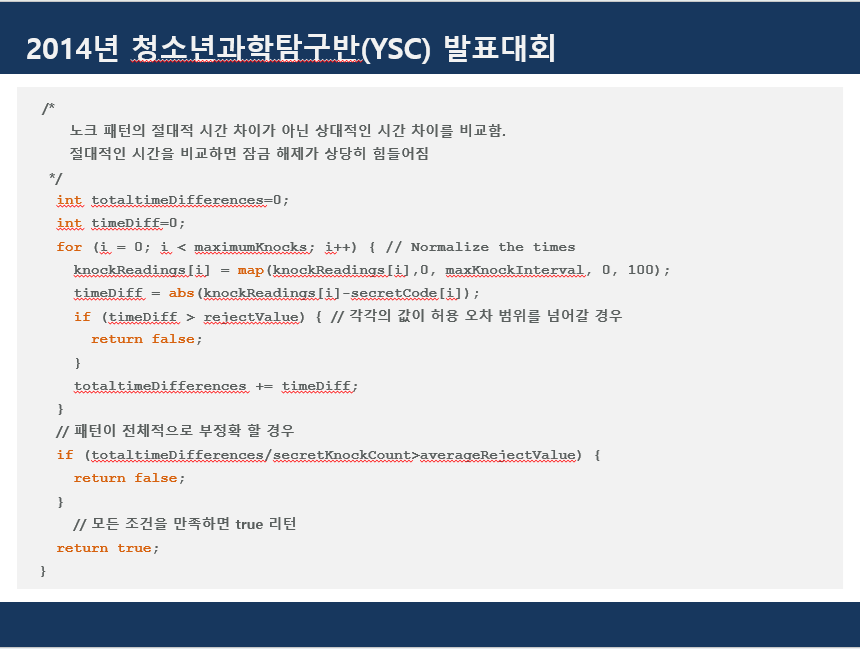 2014년 청소년과학탐구반(YSC) 발표대회
/*
노크 패턴의 절대적 시간 차이가 아닌 상대적인 시간 차이를 비교함.
절대적인 시간을 비교하면 잠금 해제가 상당히 힘들어짐
*/
int totaltimeDifferences=0;
int timeDiff=0;
for (i = 0; i < maximumKnocks; i++) { // Normalize the times
knockReadings[i] = map(knockReadings[i],0, maxKnockInterval, 0, 100);
timeDiff = abs(knockReadings[i]-secretCode[i]);
if (timeDiff > rejectValue) { // 각각의 값이 허용 오차 범위를 넘어갈 경우
return false;
}
totaltimeDifferences += timeDiff;
}
// 패턴이 전체적으로 부정확 할 경우
if (totaltimeDifferences/secretKnockCount>averageRejectValue) {
return false;
}
// 모든 조건을 만족하면 true 리턴
return true;
}